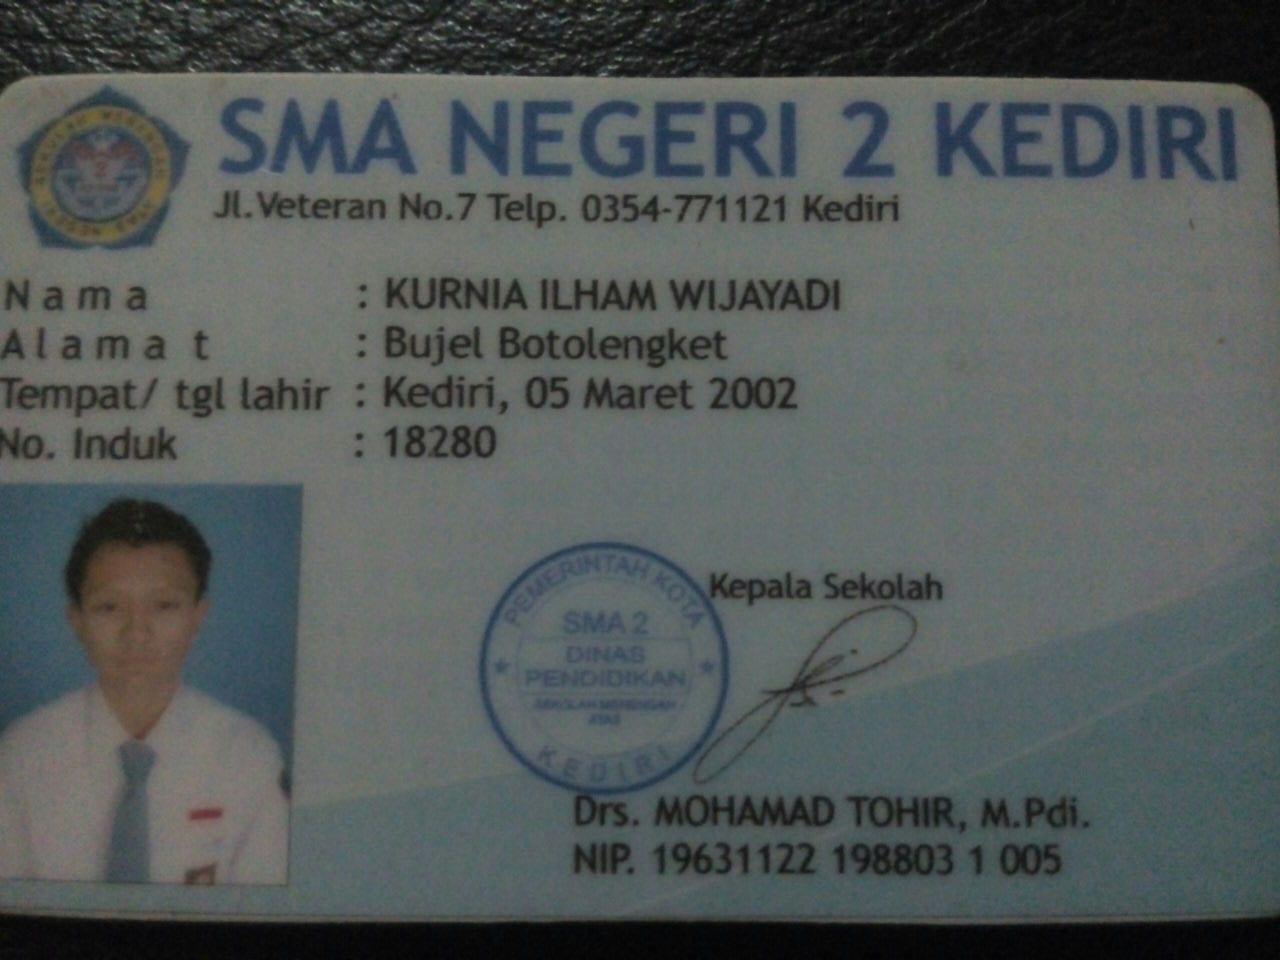 SMA NEGERI 2 KEDIRI
Jl.Veteran No.7 Telp. 0354-771121 Kediri
Nama : KURNIA ILHAM WIJAYADI
Alamat : Bujel Botolengket
Tempat/ tgl lahir : Kediri, 05 Maret 2002
No. Induk : 18280
PEMERINTAH KOTA
SMA 2
DINAS
PENDIDIKAN
SEKOLAH MENENGAH
ATAS
KEDIRI
Kepala Sekolah
Drs. MOHAMAD TOHIR, M.Pdi.
NIP. 19631122 198803 1 005